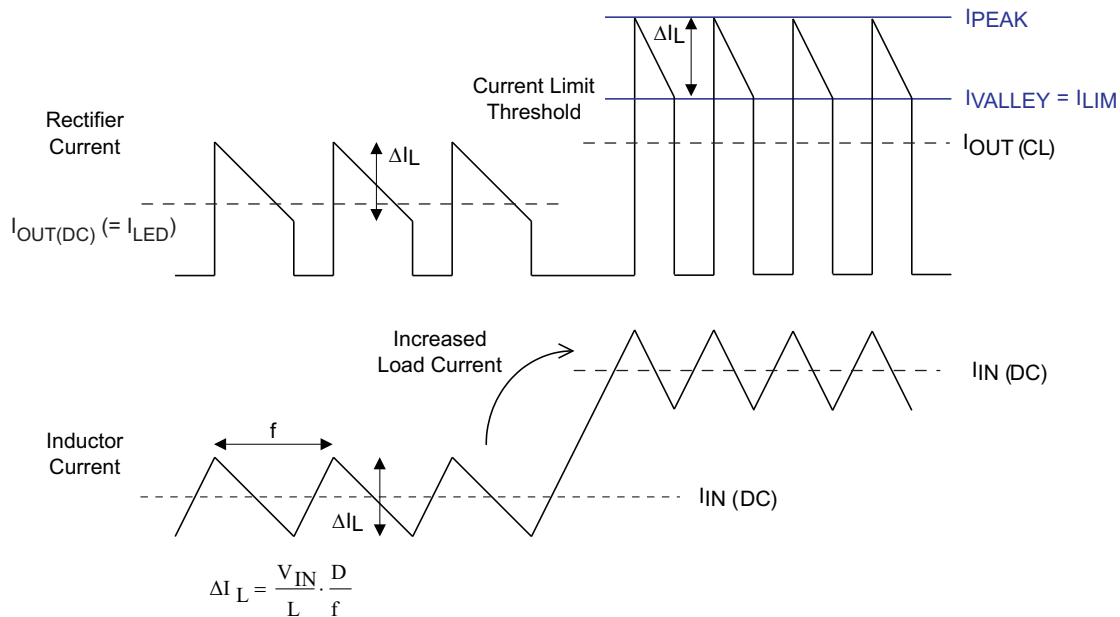 IPEAK
ΔIL
Current Limit
Threshold
IVALLEY = ILIM
Rectifier
Current
IOUT (CL)
ΔIL
IOUT(DC) (= ILED)
Increased
Load Current
IIN (DC)
Inductor
Current
f
IIN (DC)
ΔIL
ΔI L = VIN/L · D/f